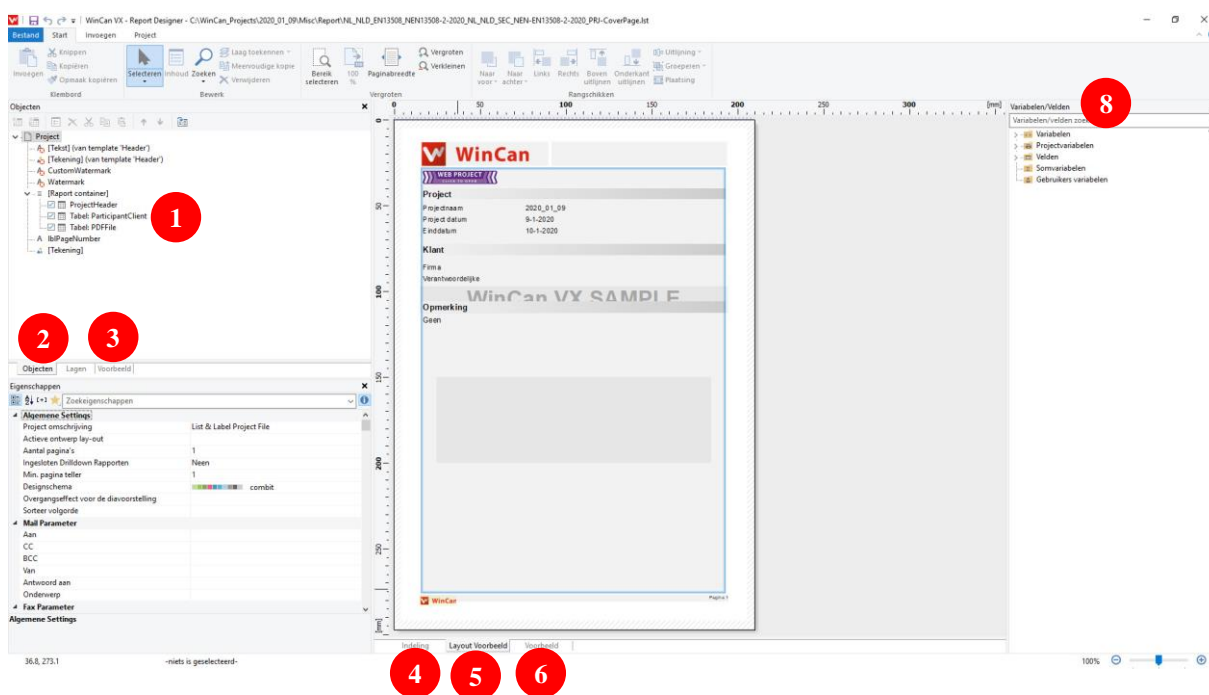 WinCan VX - Report Designer - C:\WinCan_Projects\2020_01_09\Misc\Report\NL_NLD_EN13508_NEN13508-2-2020_NL_NLD_SEC_NEN-EN13508-2-2020_PRJ-CoverPage.lst
Bestand Start Invoegen Project
Invoegen
Knippen
Kopiëren
Opmaak kopiëren
Klembord
Selecteren Inhoud Zoeken
Laag toekennen
Meervoudige kopie
Verwijderen
Bewerk
Bereik selecteren
100 %
Paginabreedte
Vergroten
Verkleinen
Vergroten
Naar voor
Naar achter
Links
Rechts
Boven uitlijnen
Onderkant uitlijnen
Uitlijning
Groeperen
Plaatsing
Rangschikken
Objecten
Project
[Tekst] (van template 'Header')
[Tekening] (van template 'Header')
CustomWatermark
Watermark
[Raport container]
ProjectHeader
Tabel: ParticipantClient
Tabel: PDFFile
lblPageNumber
[Tekening]
1
2
3
Objecten Lagen Voorbeeld
Eigenschappen
Zoekeigenschappen
Algemene Settings
Project omschrijving List & Label Project File
Actieve ontwerp lay-out
Aantal pagina's 1
Ingesloten Drilldown Rapporten Neen
Min. pagina teller 1
Designschema combit
Overgangseffect voor de diavoorstelling
Sorteer volgorde
Mail Parameter
Aan
CC
BCC
Van
Antwoord aan
Onderwerp
Fax Parameter
Algemene Settings
0 50 100 150 200 250 300 [mm]
0
50
100
150
200
250
[mm]
WinCan
WEB PROJECT
Project
Projectnaam 2020_01_09
Project datum 9-1-2020
Einddatum 10-1-2020
Klant
Firma
Verantwoordelijke
WinCan VX SAMPLE
Opmerking
Geen
WinCan
Pagina 1
Indeling Layout Voorbeeld Voorbeeld
4
5
6
Variabelen/Velden
8
Variabelen/velden
Variabelen
Projectvariabelen
Velden
Somvariabelen
Gebruikers variabelen
36.8, 273.1 -niets is geselecteerd- 100%